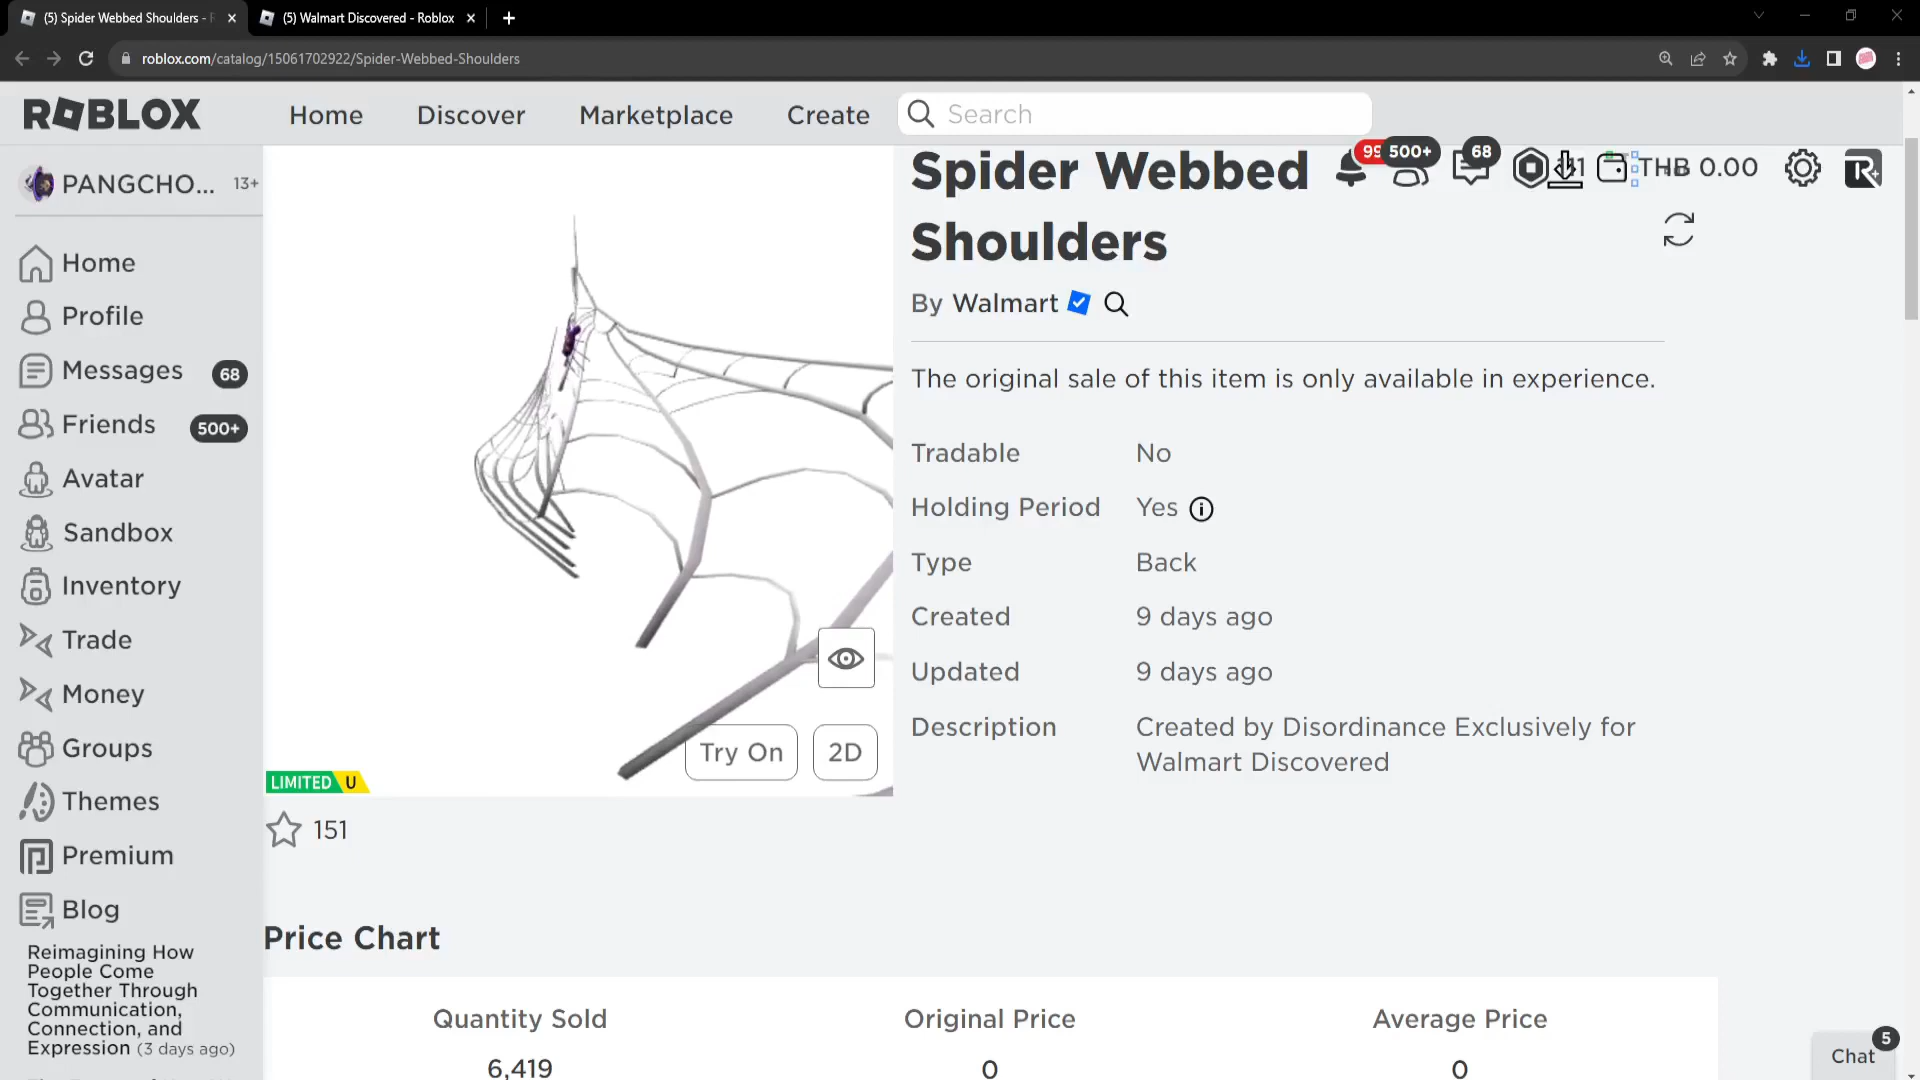 (5) Spider Webbed Shoulders -
(5) Walmart Discovered - Roblox
roblox.com/catalog/15061702922/Spider-Webbed-Shoulders
ROBLOX
Home
Discover
Marketplace
Create
Search
PANGCHO...
13+
Home
Profile
Messages
68
Friends
500+
Avatar
Sandbox
Inventory
Trade
Money
Groups
Themes
Premium
Blog
Reimagining How
People Come
Together Through
Communication,
Connection, and
Expression (3 days ago)
LIMITED U
Try On
2D
151
Spider Webbed
Shoulders
99
500+
68
THB 0.00
By Walmart
The original sale of this item is only available in experience.
Tradable No
Holding Period Yes
Type Back
Created 9 days ago
Updated 9 days ago
Description Created by Disordinance Exclusively for
Walmart Discovered
Price Chart
Quantity Sold
6,419
Original Price
0
Average Price
0
Chat
5